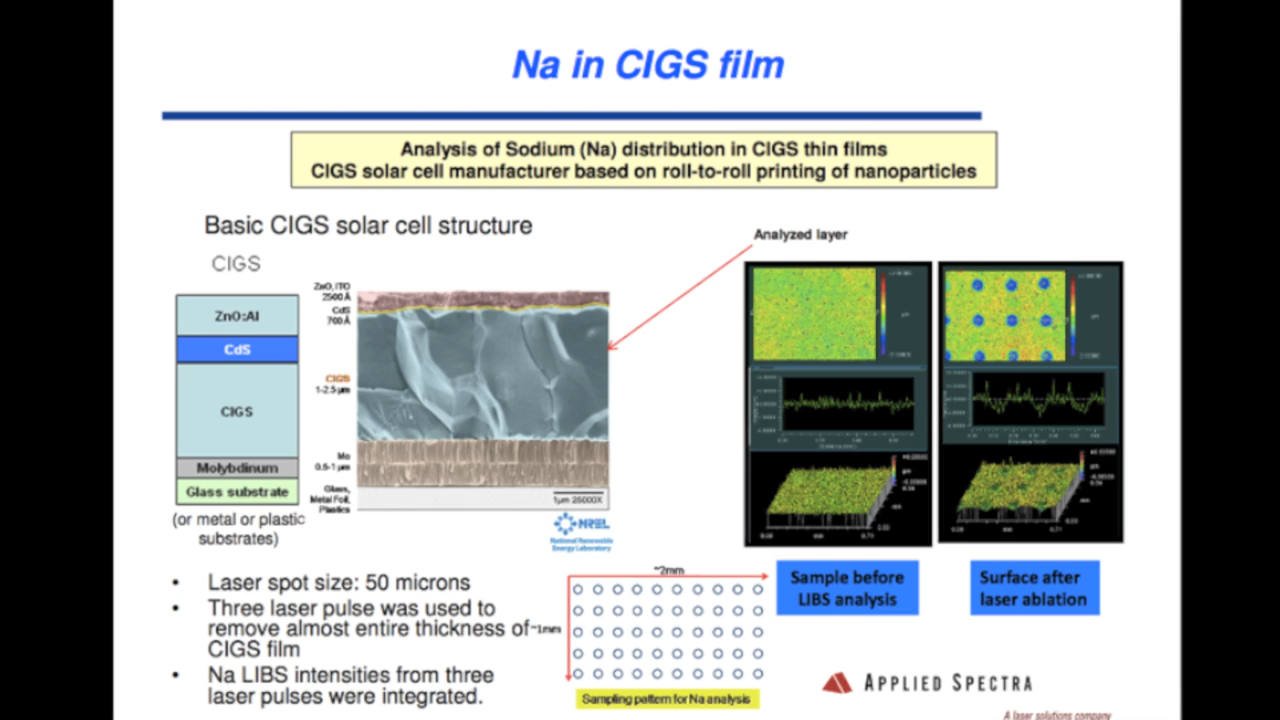 Na in CIGS film
Analysis of Sodium (Na) distribution in CIGS thin films
CIGS solar cell manufacturer based on roll-to-roll printing of nanoparticles
Basic CIGS solar cell structure
Analyzed layer
CIGS
ZnO:Al
CdS
CIGS
Molybdinum
Glass substrate
(or metal or plastic
substrates)
ZnO, ITO
2500 Å
CdS
700 Å
CIGS
1-2.5 µm
Mo
0.5-1 µm
Glass,
Metal Foil,
Plastics
1µm 25000X
NREL
National Renewable
Energy Laboratory
• Laser spot size: 50 microns
• Three laser pulse was used to
remove almost entire thickness of
CIGS film
• Na LIBS intensities from three
laser pulses were integrated.
~2mm
~1mm
Sampling pattern for Na analysis
Sample before
LIBS analysis
Surface after
laser ablation
APPLIED SPECTRA
A laser solutions company